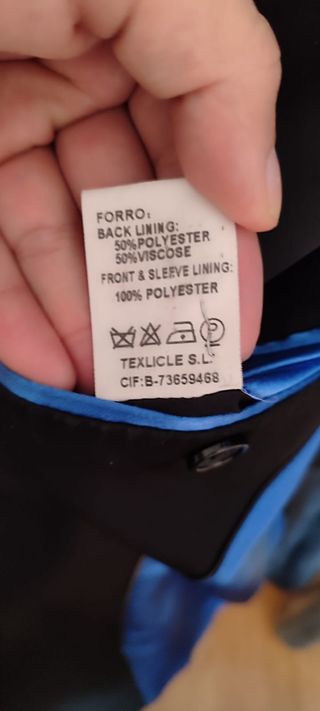 FORRO:
BACK LINING:
50%POLYESTER
50%VISCOSE
FRONT & SLEEVE LINING:
100% POLYESTER
P
TEXLICLE S.L.
CIF:B-73659468